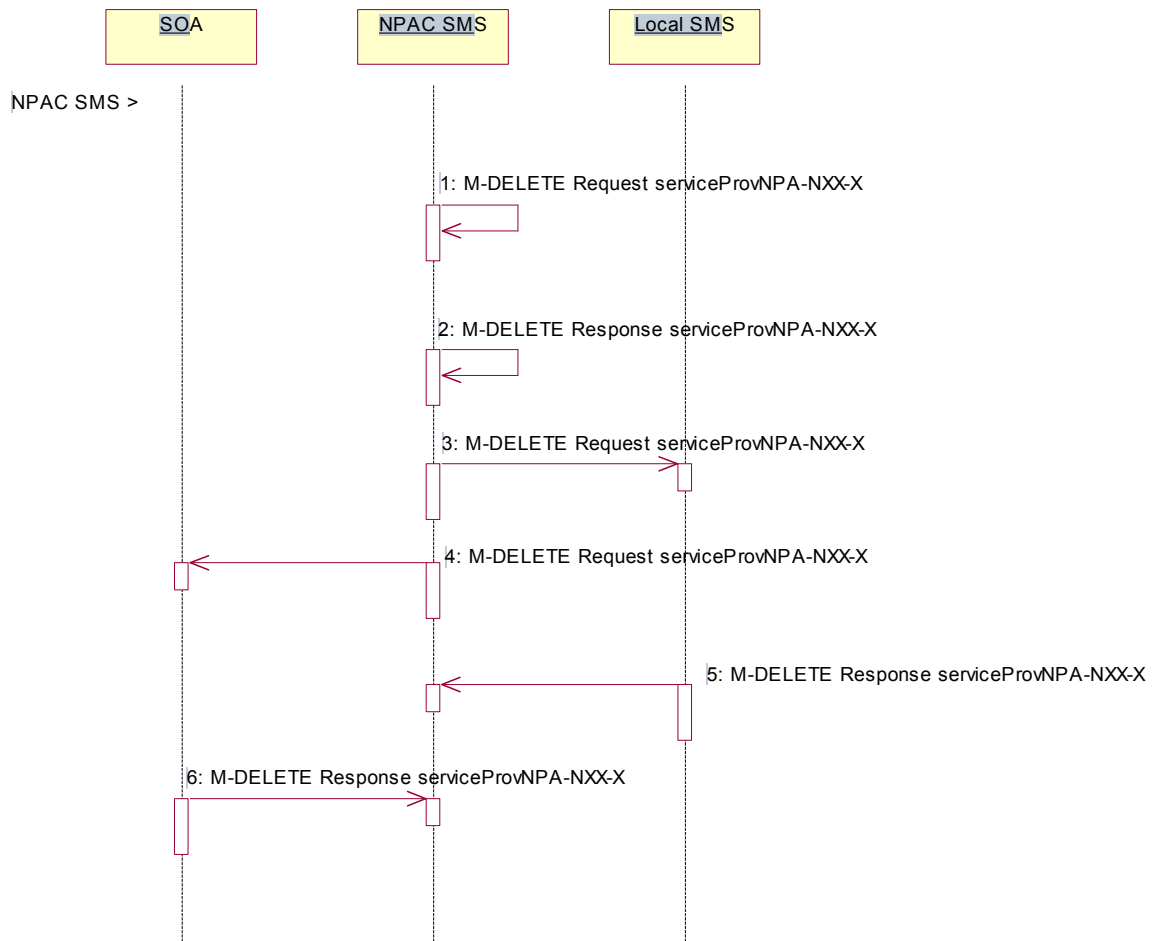 SOA
NPAC SMS
Local SMS
NPAC SMS >
1: M-DELETE Request serviceProvNPA-NXX-X
2: M-DELETE Response serviceProvNPA-NXX-X
3: M-DELETE Request serviceProvNPA-NXX-X
4: M-DELETE Request serviceProvNPA-NXX-X
5: M-DELETE Response serviceProvNPA-NXX-X
6: M-DELETE Response serviceProvNPA-NXX-X